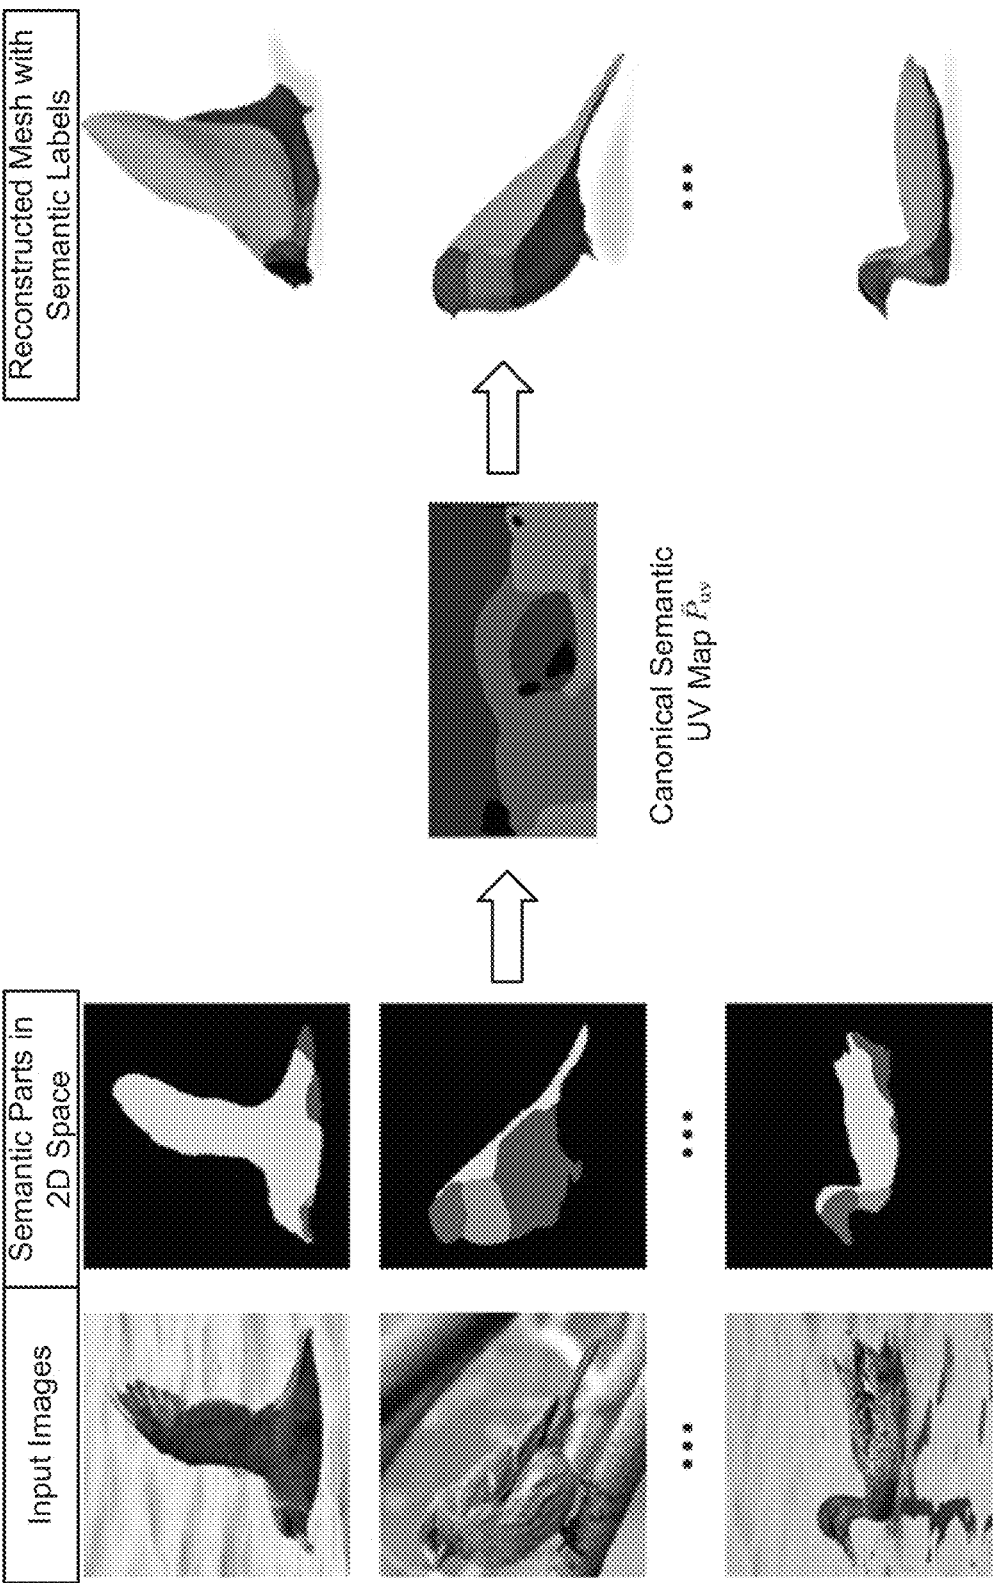 Input Images
Semantic Parts in
2D Space
Canonical Semantic
UV Map P̄uv
Reconstructed Mesh with
Semantic Labels